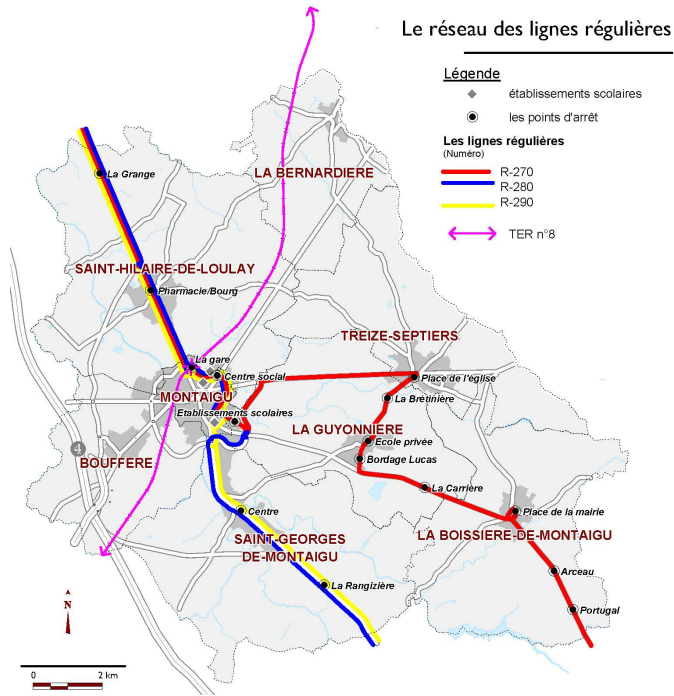 Le réseau des lignes régulières
Légende
établissements scolaires
les points d'arrêt
Les lignes régulières
(Numéro)
R-270
R-280
R-290
TER n°8
LA BERNARDIERE
La Grange
SAINT-HILAIRE-DE-LOULAY
Pharmacie/Bourg
TREIZE-SEPTIERS
La gare
Centre social
Place de l'église
MONTAIGU
La Brétinière
Etablissements scolaires
LA GUYONNIERE
Ecole privée
4
BOUFFERE
Bordage Lucas
La Carrière
Centre
Place de la mairie
SAINT-GEORGES
DE-MONTAIGU
LA BOISSIERE-DE-MONTAIGU
La Rangizière
Arceau
Portugal
N
0 2 km